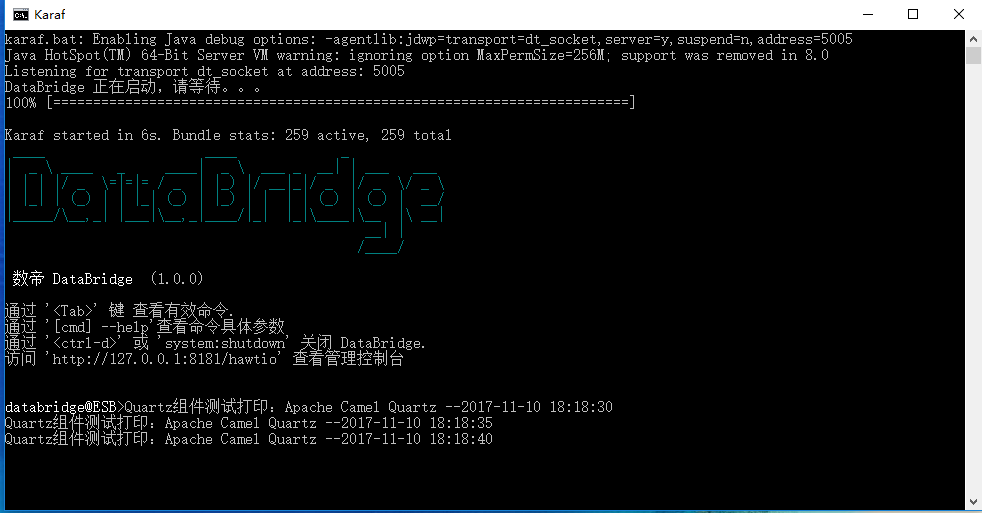 Karaf
karaf.bat: Enabling Java debug options: -agentlib:jdwp=transport=dt_socket,server=y,suspend=n,address=5005
Java HotSpot(TM) 64-Bit Server VM warning: ignoring option MaxPermSize=256M; support was removed in 8.0
Listening for transport dt_socket at address: 5005
DataBridge 正在启动，请等待。。。
100% [========================================================================]
Karaf started in 6s. Bundle stats: 259 active, 259 total
DataBridge
数帝 DataBridge （1.0.0）
通过 '<Tab>' 键 查看有效命令.
通过 '[cmd] --help'查看命令具体参数
通过 '<ctrl-d>' 或 'system:shutdown' 关闭 DataBridge.
访问 'http://127.0.0.1:8181/hawtio' 查看管理控制台
databridge@ESB>Quartz组件测试打印：Apache Camel Quartz --2017-11-10 18:18:30
Quartz组件测试打印：Apache Camel Quartz --2017-11-10 18:18:35
Quartz组件测试打印：Apache Camel Quartz --2017-11-10 18:18:40